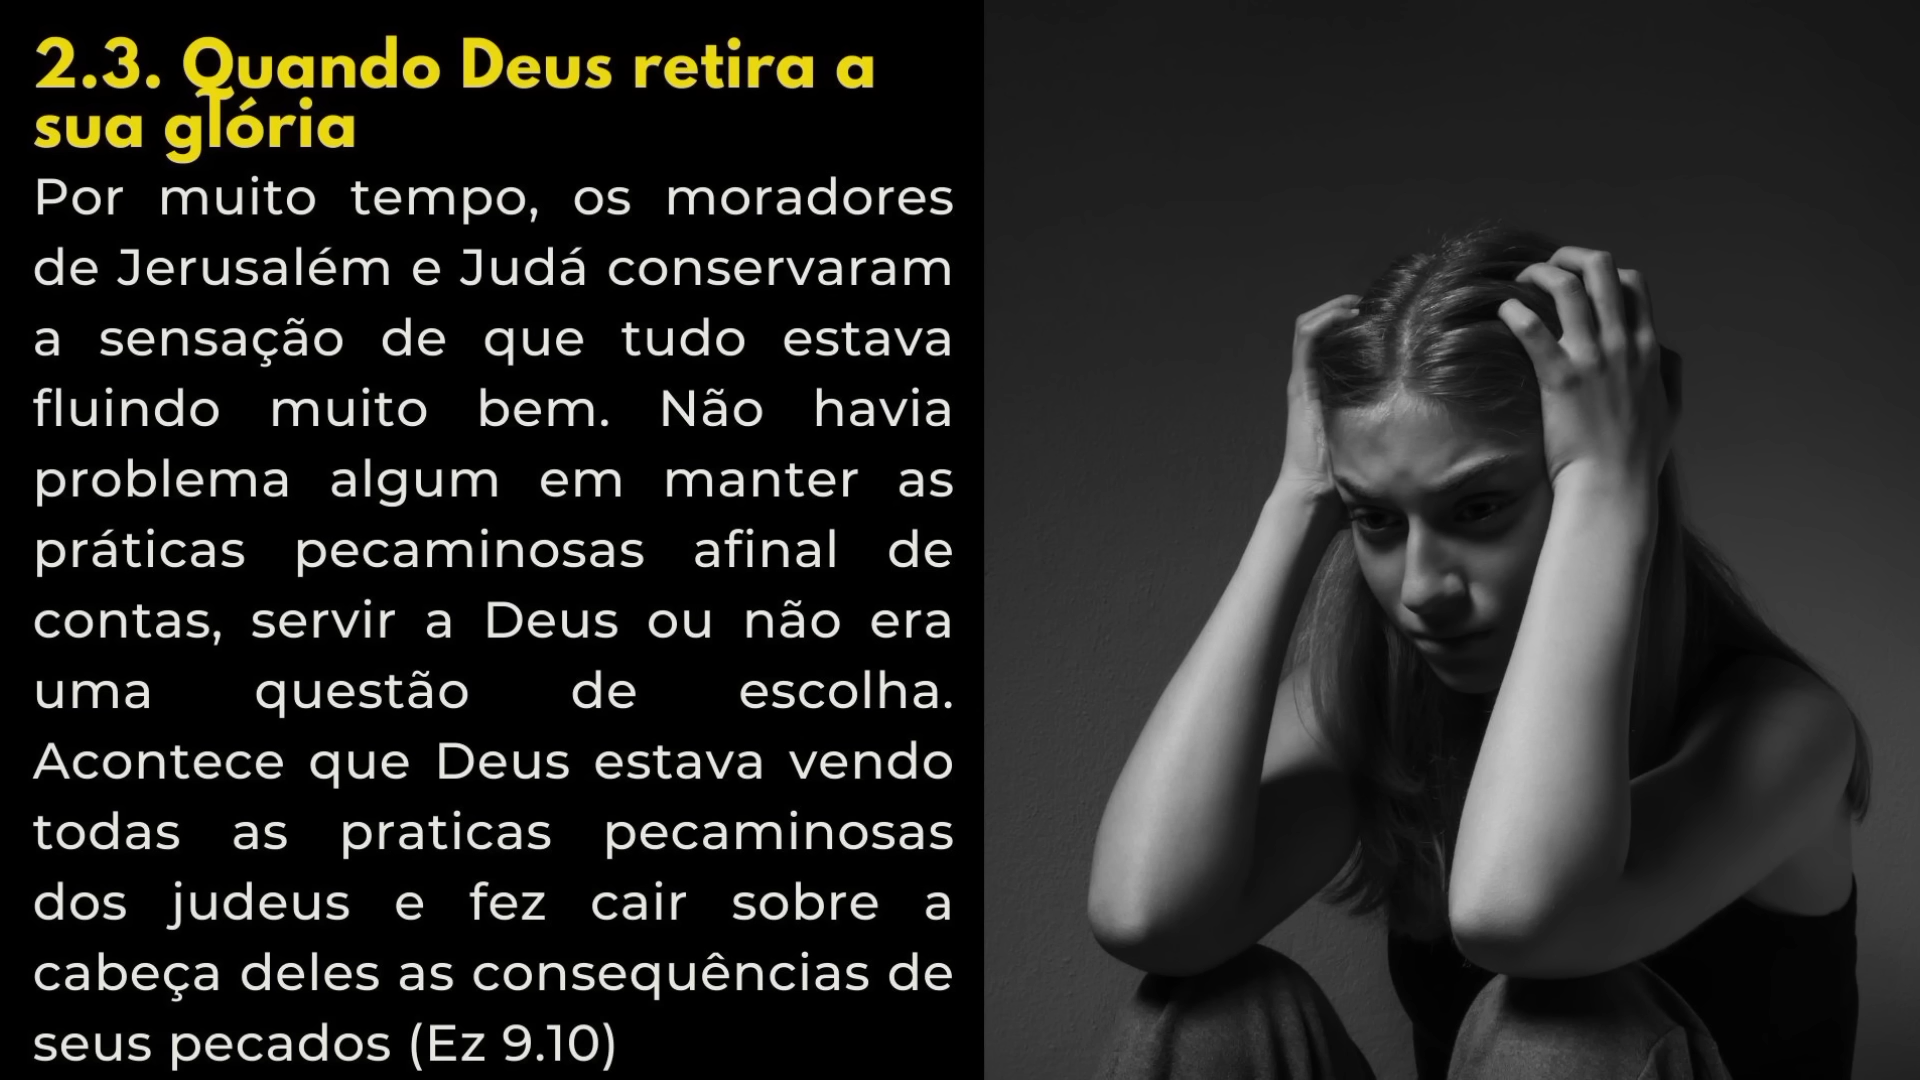 2.3. Quando Deus retira a
sua glória
Por muito tempo, os moradores
de Jerusalém e Judá conservaram
a sensação de que tudo estava
fluindo muito bem. Não havia
problema algum em manter as
práticas pecaminosas afinal de
contas, servir a Deus ou não era
uma questão de escolha.
Acontece que Deus estava vendo
todas as praticas pecaminosas
dos judeus e fez cair sobre a
cabeça deles as consequências de
seus pecados (Ez 9.10)